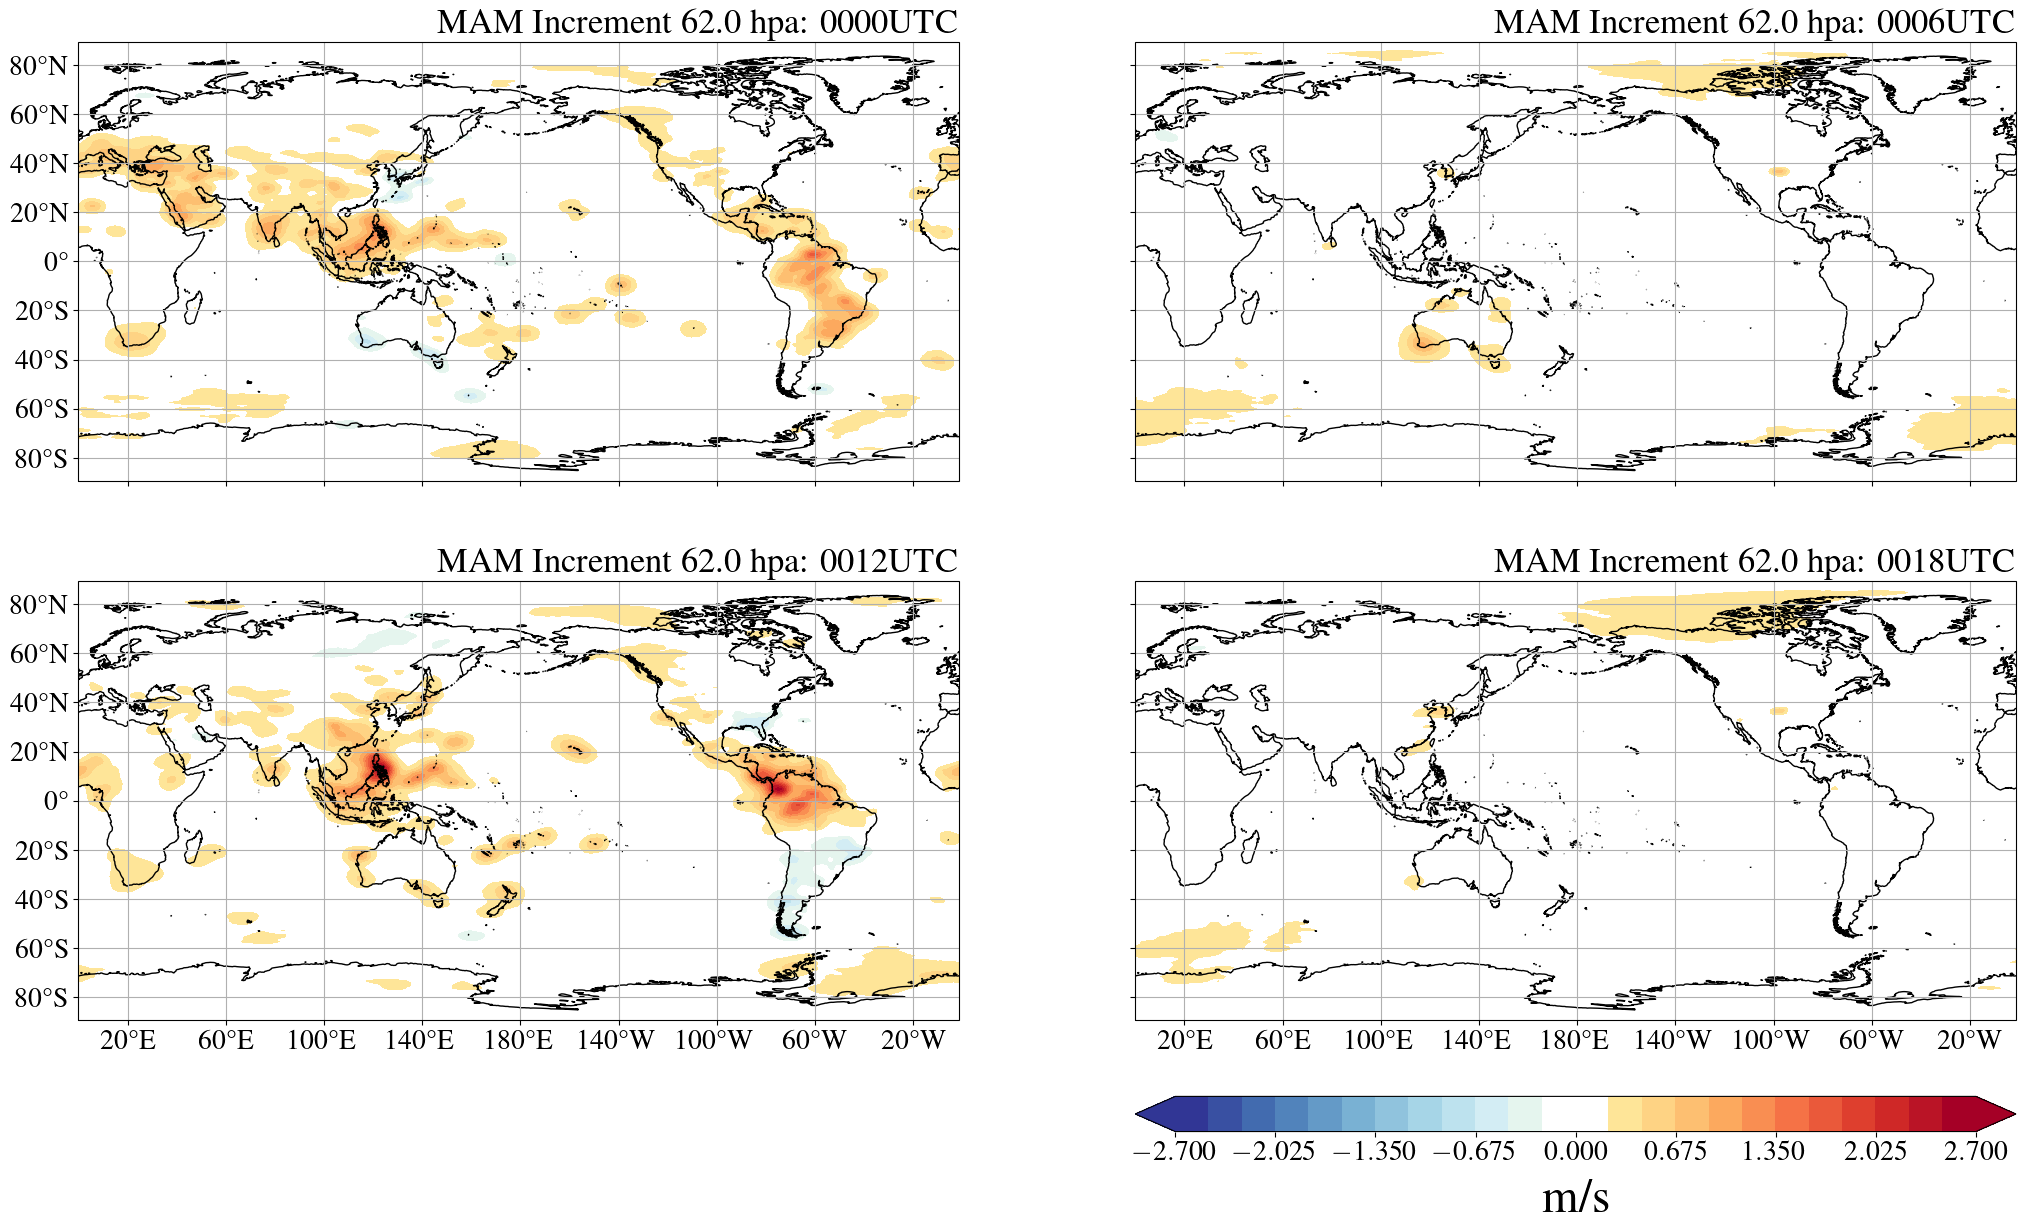 MAM Increment 62.0 hpa: 0000UTC
MAM Increment 62.0 hpa: 0006UTC
80°N
60°N
40°N
20°N
0°
20°S
40°S
60°S
80°S
MAM Increment 62.0 hpa: 0012UTC
MAM Increment 62.0 hpa: 0018UTC
80°N
60°N
40°N
20°N
0°
20°S
40°S
60°S
80°S
20°E 60°E 100°E 140°E 180°E 140°W 100°W 60°W 20°W
20°E 60°E 100°E 140°E 180°E 140°W 100°W 60°W 20°W
−2.700 −2.025 −1.350 −0.675 0.000 0.675 1.350 2.025 2.700
m/s